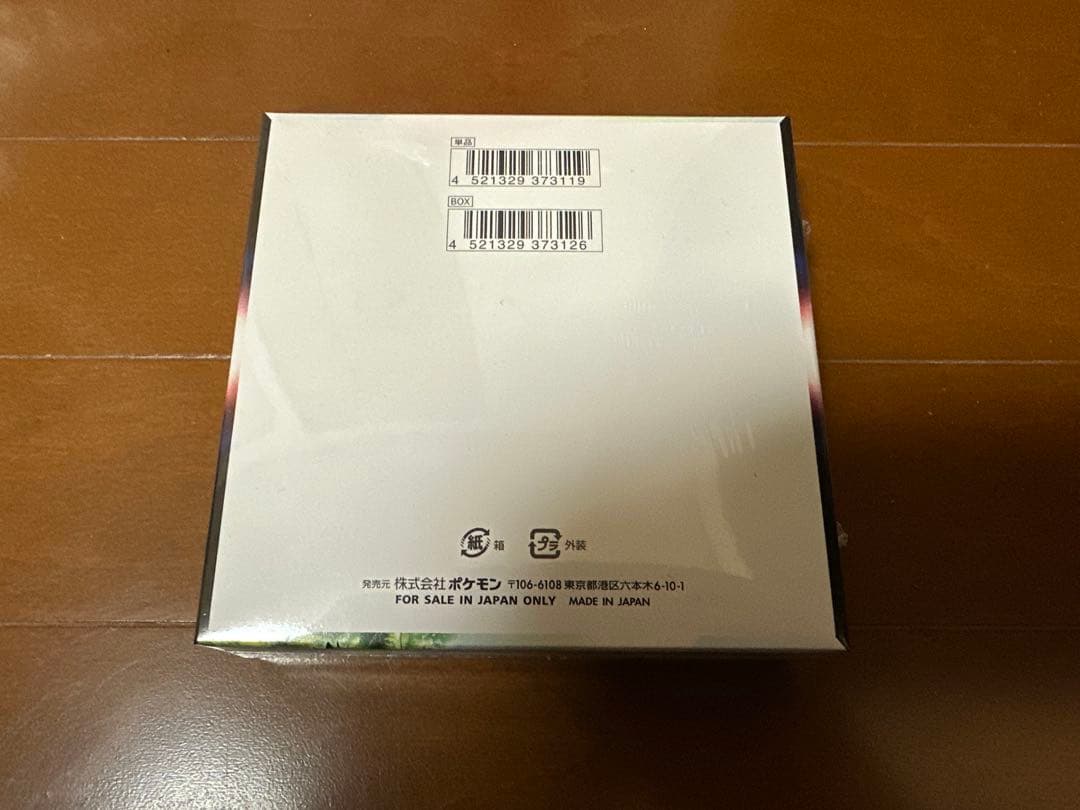 単品
4 521329 373119
BOX
4 521329 373126
紙 箱 プラ 外装
発売元 株式会社 ポケモン 〒106-6108 東京都港区六本木6-10-1
FOR SALE IN JAPAN ONLY MADE IN JAPAN